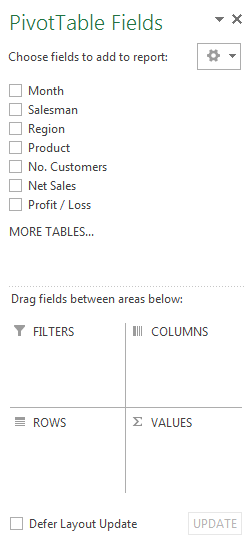 PivotTable Fields
Choose fields to add to report:
Month
Salesman
Region
Product
No. Customers
Net Sales
Profit / Loss
MORE TABLES...
Drag fields between areas below:
FILTERS
COLUMNS
ROWS
Σ VALUES
Defer Layout Update
UPDATE